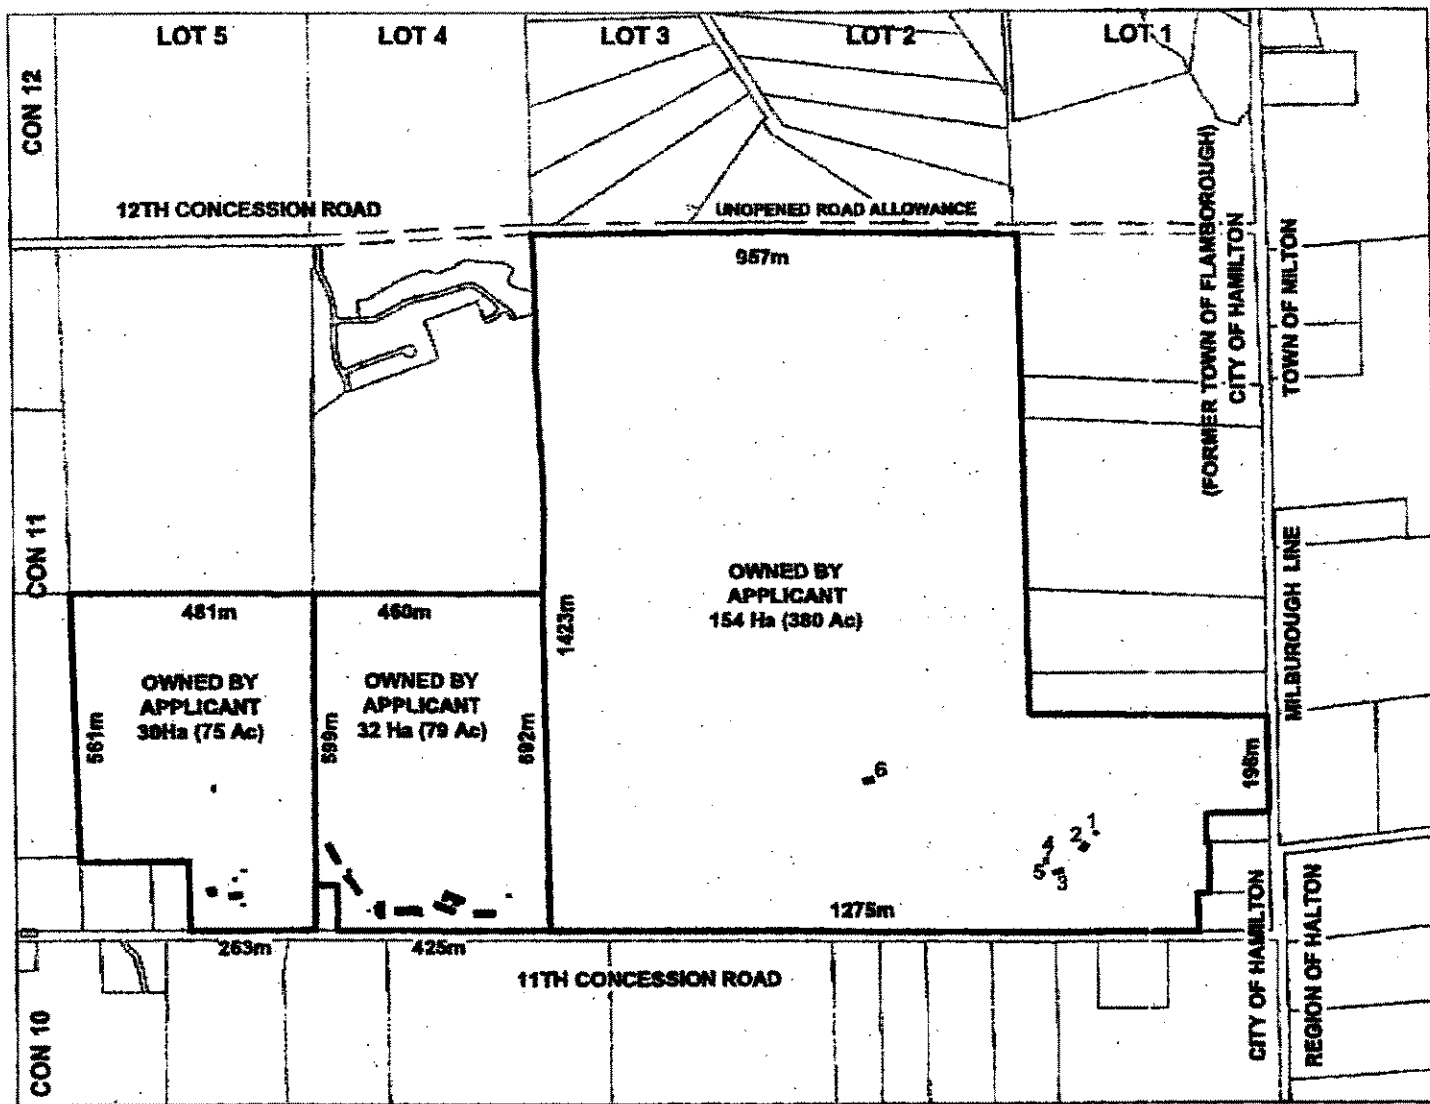 LOT 5
LOT 4
LOT 3
LOT 2
LOT 1
CON 12
12TH CONCESSION ROAD
UNOPENED ROAD ALLOWANCE
(FORMER TOWN OF FLAMBOROUGH)
CITY OF HAMILTON
TOWN OF MILTON
957m
CON 11
OWNED BY
APPLICANT
154 Ha (380 Ac)
MILBUROUGH LINE
481m
460m
1423m
OWNED BY
APPLICANT
30Ha (75 Ac)
OWNED BY
APPLICANT
32 Ha (79 Ac)
561m
599m
692m
196m
6
1
2
4
5
3
1275m
263m
425m
11TH CONCESSION ROAD
CITY OF HAMILTON
REGION OF HALTON
CON 10